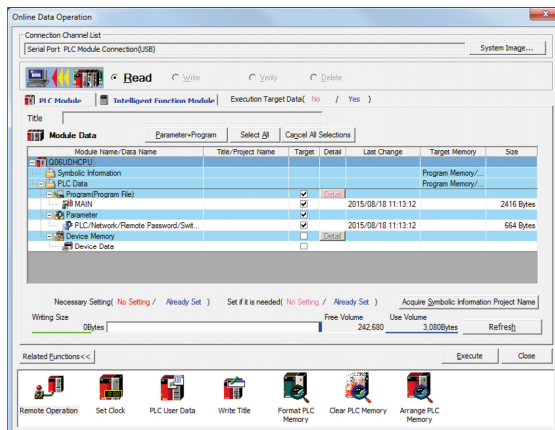 Online Data Operation
Connection Channel List
Serial Port PLC Module Connection(USB)
System Image...
Read Write Verify Delete
PLC Module Intelligent Function Module Execution Target Data( No / Yes )
Title
Module Data Parameter+Program Select All Cancel All Selections
Module Name/Data Name Title/Project Name Target Detail Last Change Target Memory Size
Q06UDHCPU
Symbolic Information Program Memory/...
PLC Data Program Memory/...
Program(Program File) Detail
MAIN 2015/08/18 11:13:12 2416 Bytes
Parameter
PLC/Network/Remote Password/Swit... 2015/08/18 11:13:12 664 Bytes
Device Memory Detail
Device Data
Necessary Setting( No Setting / Already Set ) Set if it is needed( No Setting / Already Set ) Acquire Symbolic Information Project Name
Writing Size Free Volume Use Volume
0Bytes 242,680 3,080Bytes Refresh
Related Functions<< Execute Close
Remote Operation Set Clock PLC User Data Write Title Format PLC Memory Clear PLC Memory Arrange PLC Memory